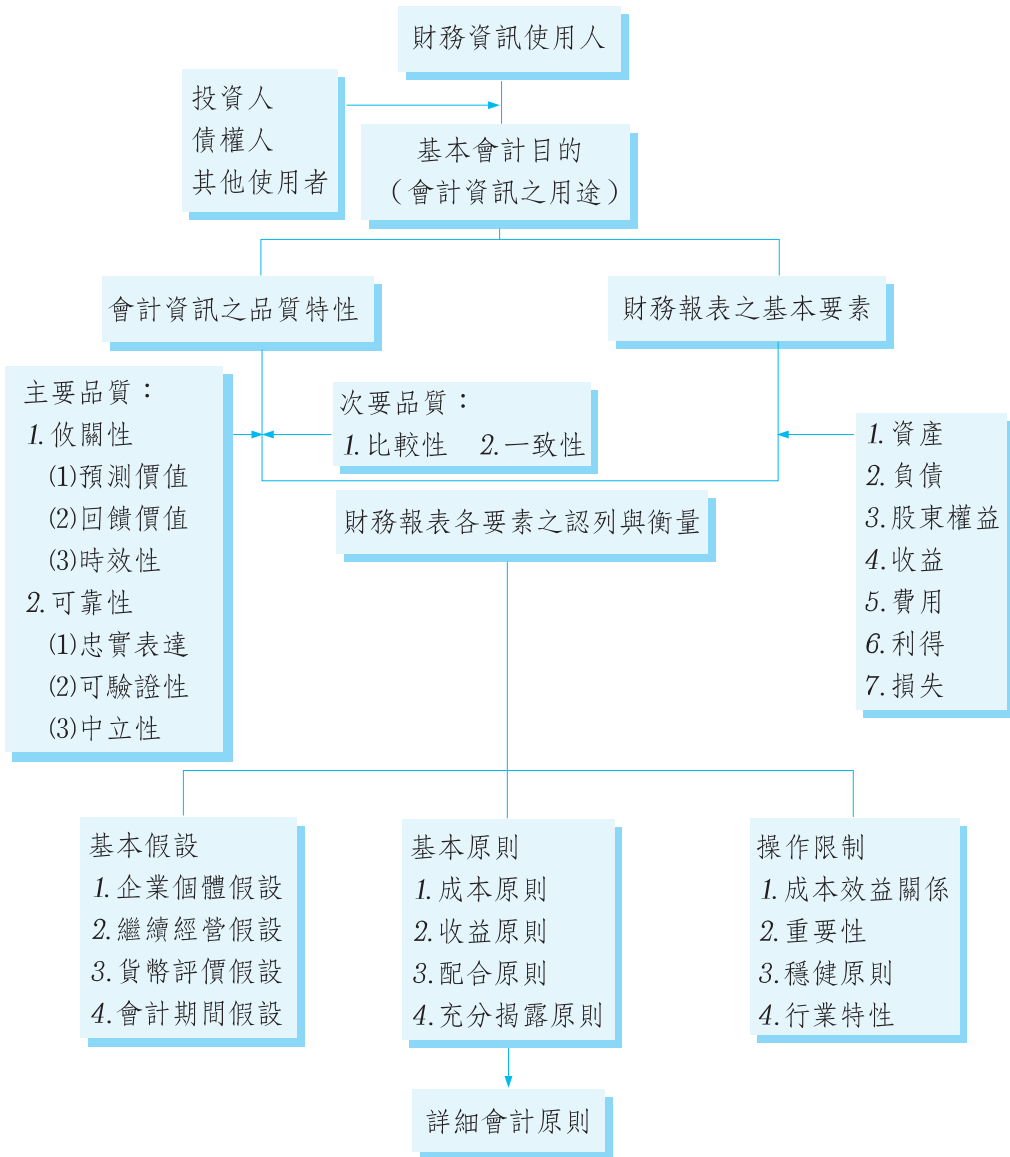 財務資訊使用人
投資人
債權人
其他使用者
基本會計目的
（會計資訊之用途）
會計資訊之品質特性
財務報表之基本要素
主要品質：
1.攸關性
(1)預測價值
(2)回饋價值
(3)時效性
2.可靠性
(1)忠實表達
(2)可驗證性
(3)中立性
次要品質：
1.比較性 2.一致性
1.資產
2.負債
3.股東權益
4.收益
5.費用
6.利得
7.損失
財務報表各要素之認列與衡量
基本假設
1.企業個體假設
2.繼續經營假設
3.貨幣評價假設
4.會計期間假設
基本原則
1.成本原則
2.收益原則
3.配合原則
4.充分揭露原則
操作限制
1.成本效益關係
2.重要性
3.穩健原則
4.行業特性
詳細會計原則